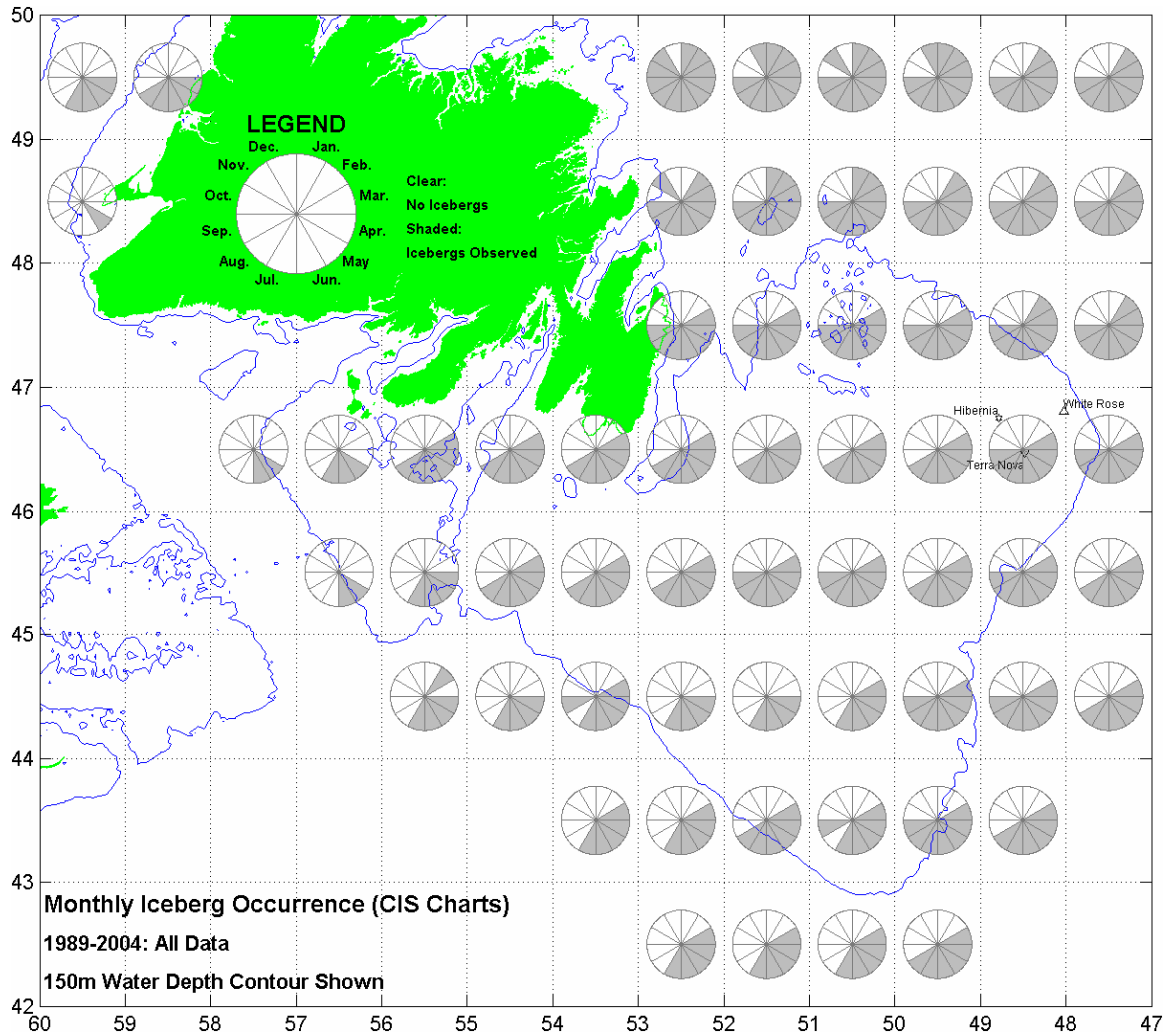 50
49
48
47
46
45
44
43
42
LEGEND
Dec. Jan.
Nov. Feb.
Oct. Mar.
Sep. Apr.
Aug. May
Jul. Jun.
Clear:
No Icebergs
Shaded:
Icebergs Observed
White Rose
Hibernia
Terra Nova
Monthly Iceberg Occurrence (CIS Charts)
1989-2004: All Data
150m Water Depth Contour Shown
60 59 58 57 56 55 54 53 52 51 50 49 48 47